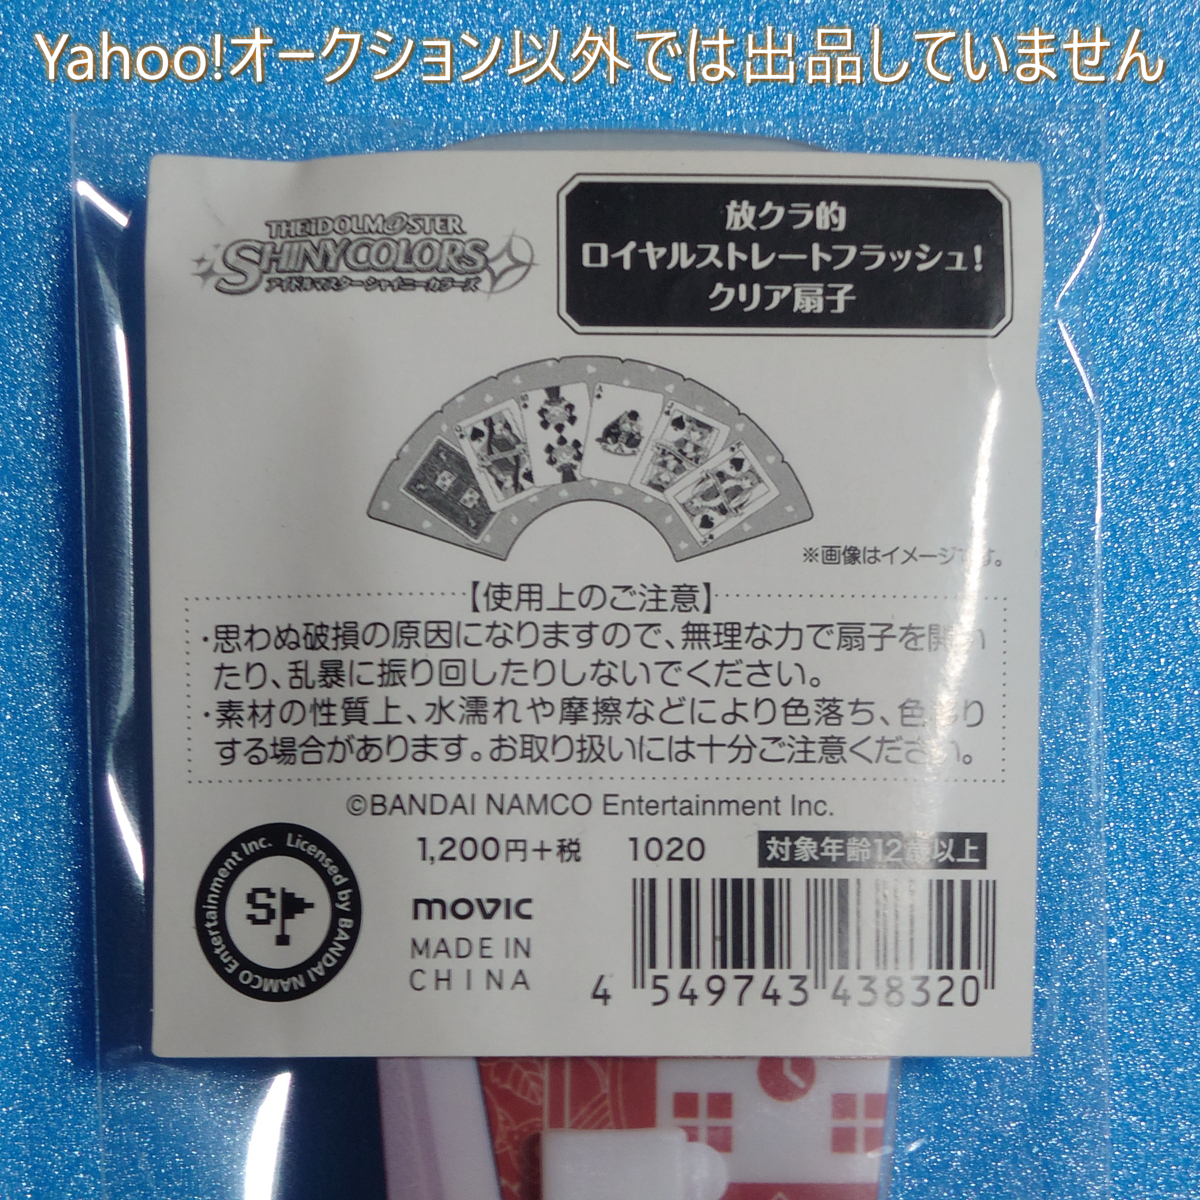 Yahoo!オークション以外では出品していません
THE iDOLM@STER
SHINY COLORS
アイドルマスターシャイニーカラーズ
放クラ的
ロイヤルストレートフラッシュ!
クリア扇子
※画像はイメージです。
【使用上のご注意】
・思わぬ破損の原因になりますので、無理な力で扇子を開い
たり、乱暴に振り回したりしないでください。
・素材の性質上、水濡れや摩擦などにより色落ち、色移り
する場合があります。お取り扱いには十分ご注意ください。
©BANDAI NAMCO Entertainment Inc.
1,200円+税 1020 対象年齢12歳以上
Licensed by BANDAI NAMCO Entertainment Inc.
S
movic
MADE IN
CHINA
4 549743 438320